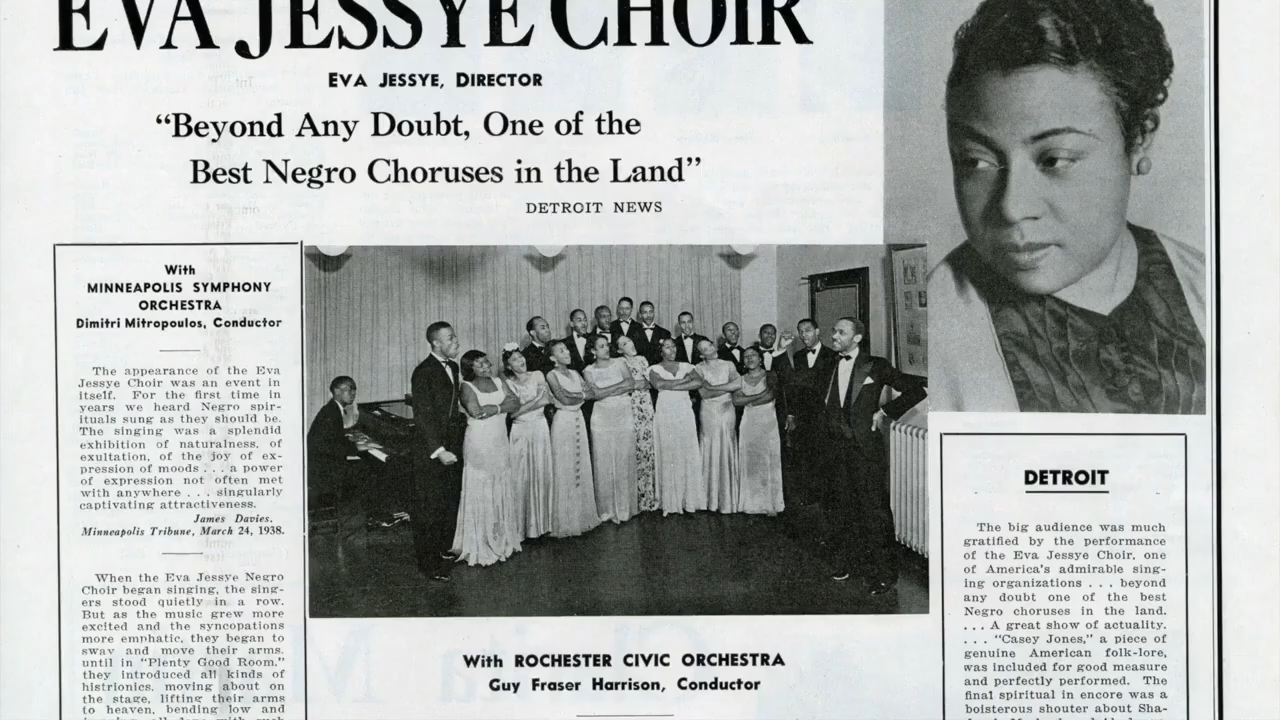 EVA JESSYE CHOIR
EVA JESSYE, DIRECTOR
“Beyond Any Doubt, One of the
Best Negro Choruses in the Land”
DETROIT NEWS
With
MINNEAPOLIS SYMPHONY
ORCHESTRA
Dimitri Mitropoulos, Conductor
The appearance of the Eva
Jessye Choir was an event in
itself. For the first time in
years we heard Negro spir-
ituals sung as they should be.
The singing was a splendid
exhibition of naturalness, of
exultation, of the joy of ex-
pression of moods . . . a power
of expression not often met
with anywhere . . . singularly
captivating attractiveness.
James Davies.
Minneapolis Tribune, March 24, 1938.
When the Eva Jessye Negro
Choir began singing, the sing-
ers stood quietly in a row.
But as the music grew more
excited and the syncopations
more emphatic, they began to
sway and move their arms,
until in “Plenty Good Room,”
they introduced all kinds of
histrionics, moving about on
the stage, lifting their arms
to heaven, bending low and
With ROCHESTER CIVIC ORCHESTRA
Guy Fraser Harrison, Conductor
DETROIT
The big audience was much
gratified by the performance
of the Eva Jessye Choir, one
of America's admirable sing-
ing organizations . . . beyond
any doubt one of the best
Negro choruses in the land.
. . . A great show of actuality.
. . . “Casey Jones,” a piece of
genuine American folk-lore,
was included for good measure
and perfectly performed. The
final spiritual in encore was a
boisterous shouter about Sha-